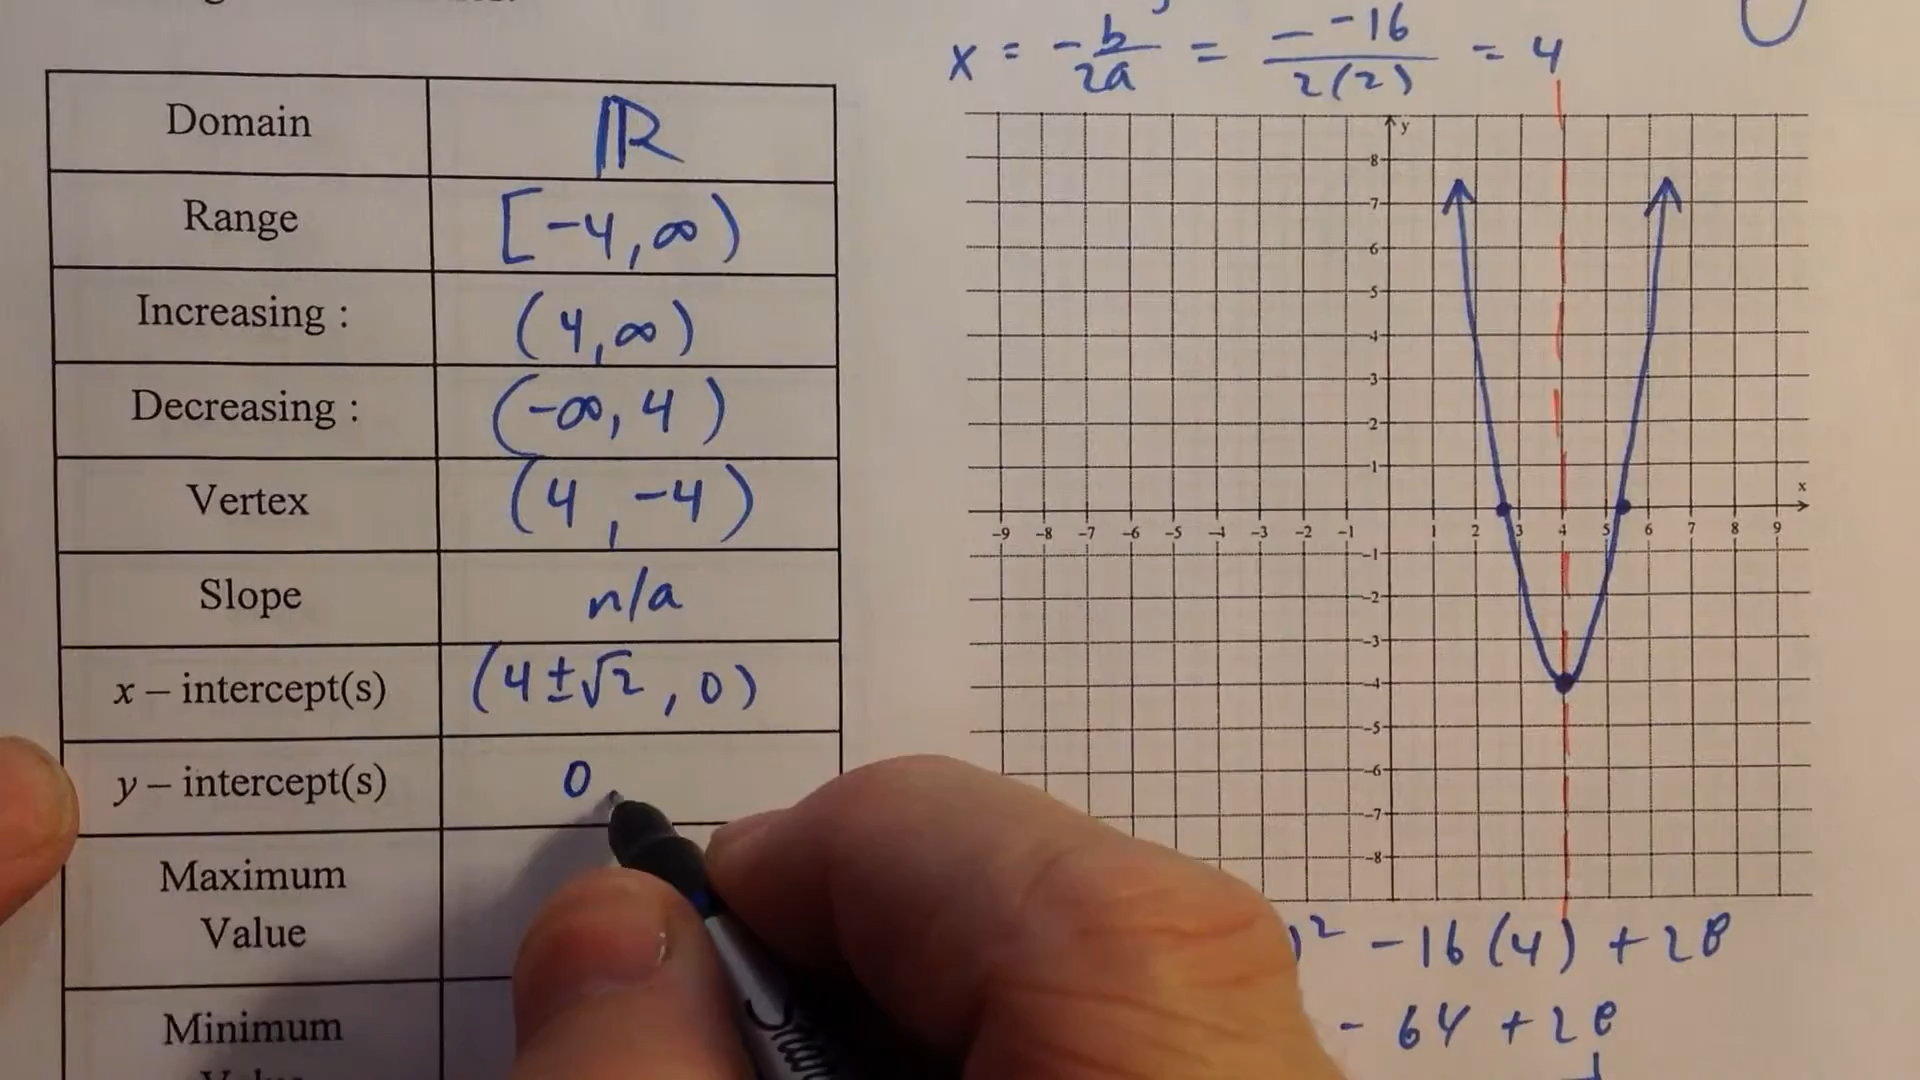 x = -b/2a = - -16/2(2) = 4
Domain ℝ
Range [-4, ∞)
Increasing : (4, ∞)
Decreasing : (-∞, 4)
Vertex (4, -4)
Slope n/a
x – intercept(s) (4±√2, 0)
y – intercept(s) 0
Maximum
Value
Minimum
Value
y
8
7
6
5
4
3
2
1
x
-9 -8 -7 -6 -5 -4 -3 -2 -1 1 2 3 4 5 6 7 8 9
-1
-2
-3
-4
-5
-6
-7
-8
)² - 16(4) + 28
- 64 + 28